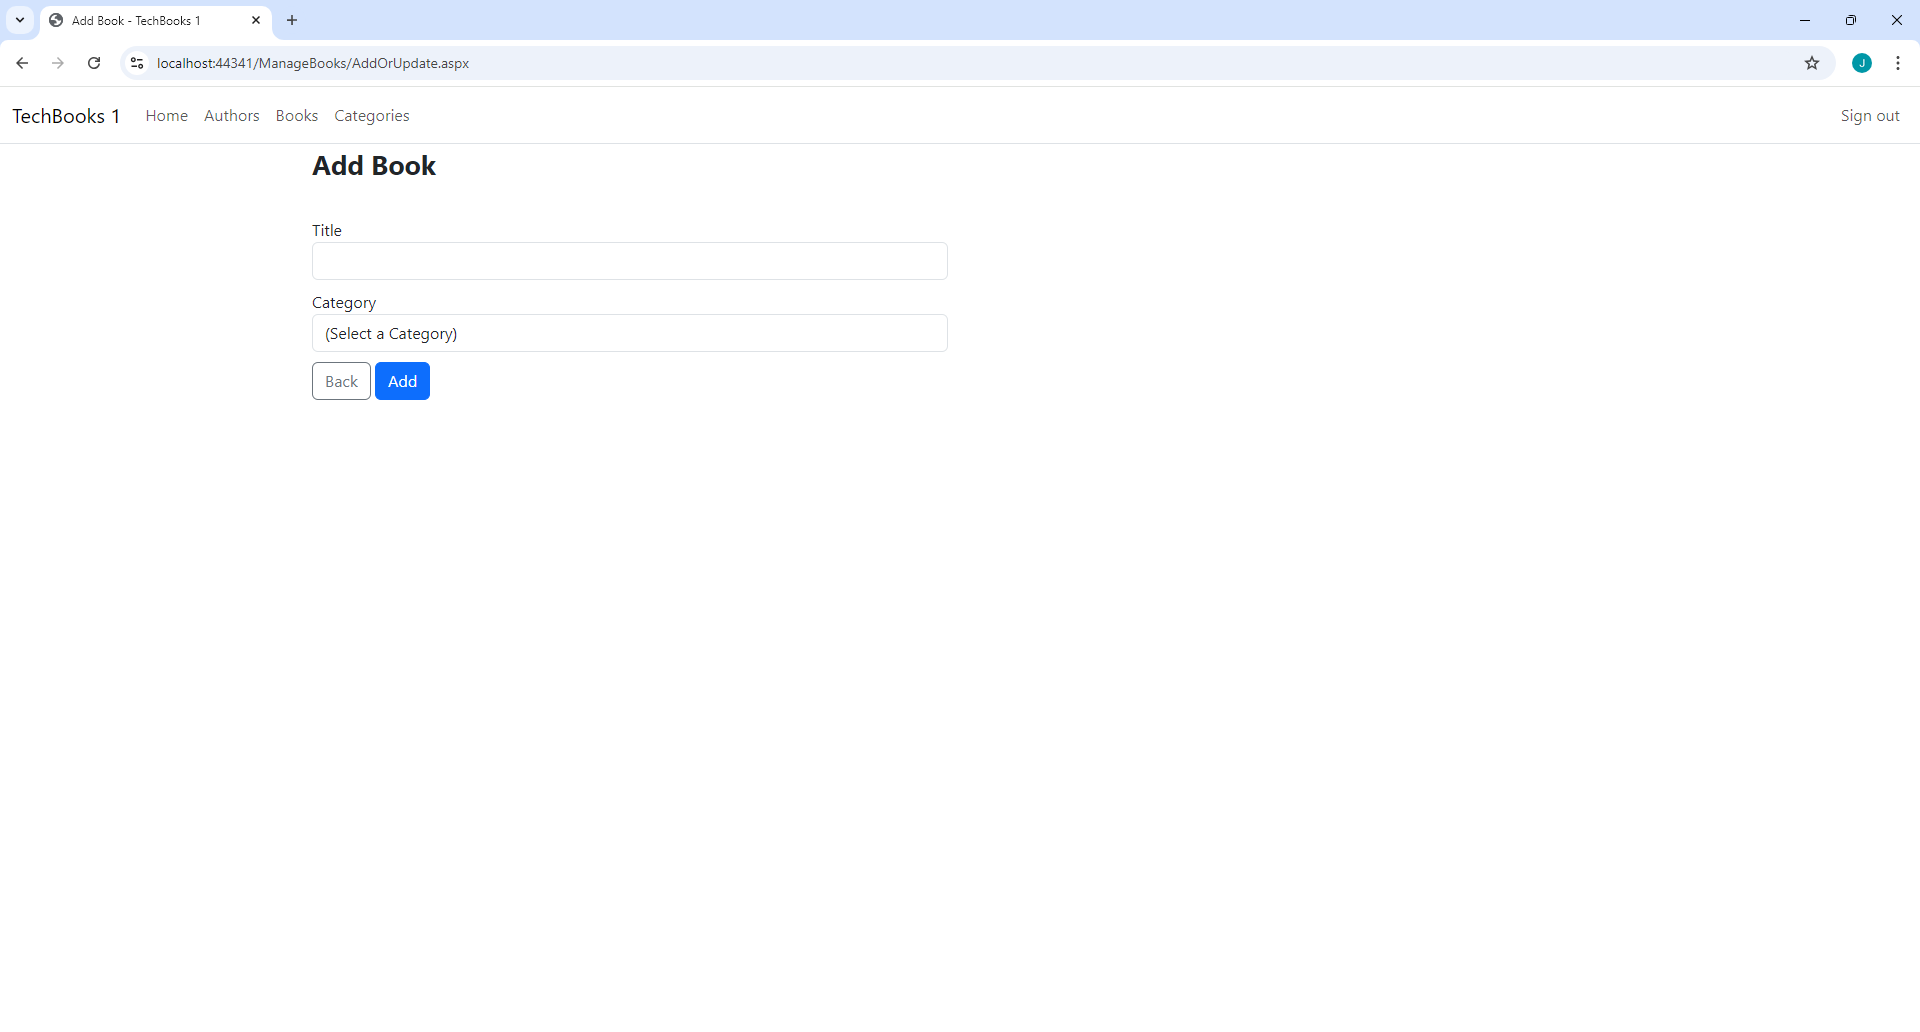 Add Book - TechBooks 1
localhost:44341/ManageBooks/AddOrUpdate.aspx
J
TechBooks 1 Home Authors Books Categories Sign out
Add Book
Title
Category
(Select a Category)
Back Add